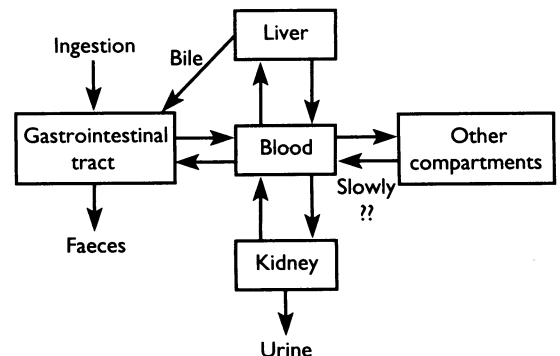 Liver
Ingestion
Bile
Gastrointestinal
tract
Blood
Other
compartments
Slowly
??
Faeces
Kidney
Urine